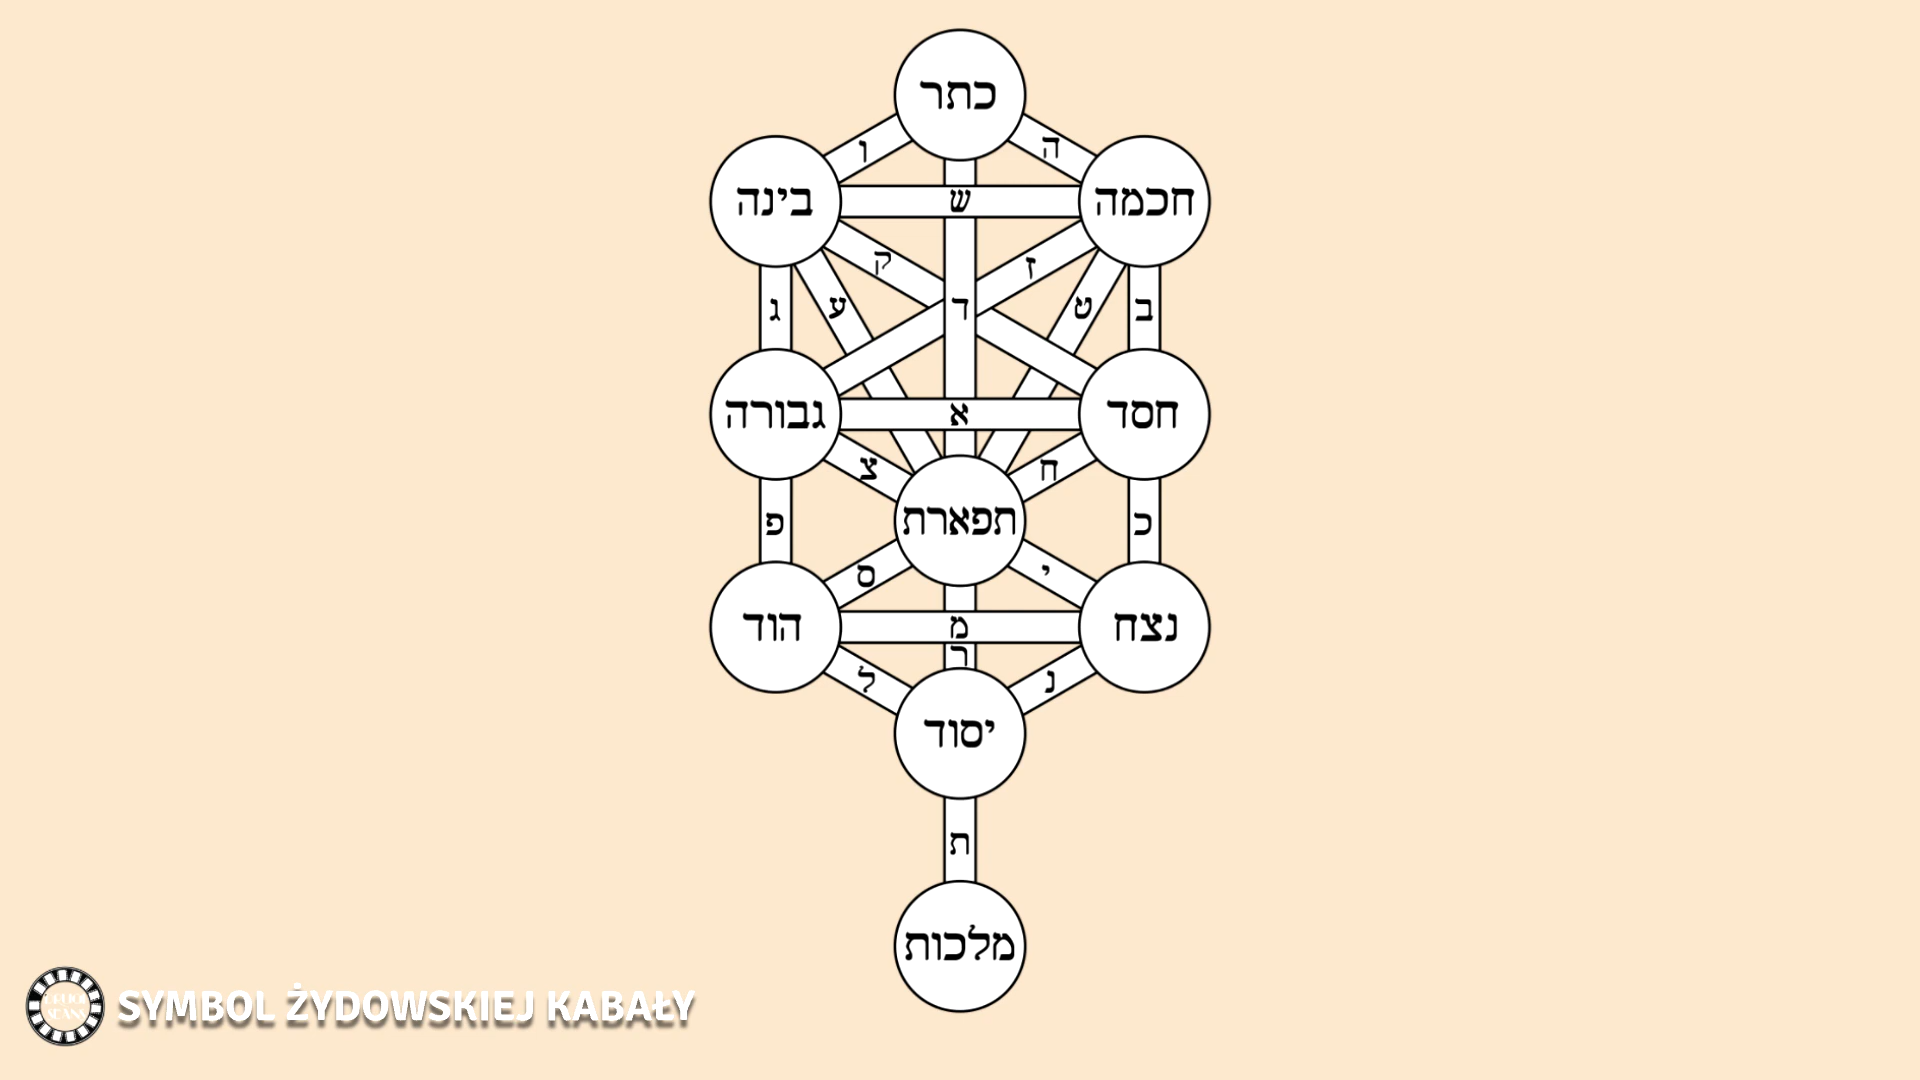 כתר
ה
ו
חכמה
ש
בינה
ז
ק
ב
ט
ד
ע
ג
חסד
א
גבורה
ח
צ
תפארת
כ
פ
י
ס
נצח
מ
הוד
ר
נ
ל
יסוד
ת
מלכות
SYMBOL ŻYDOWSKIEJ KABAŁY